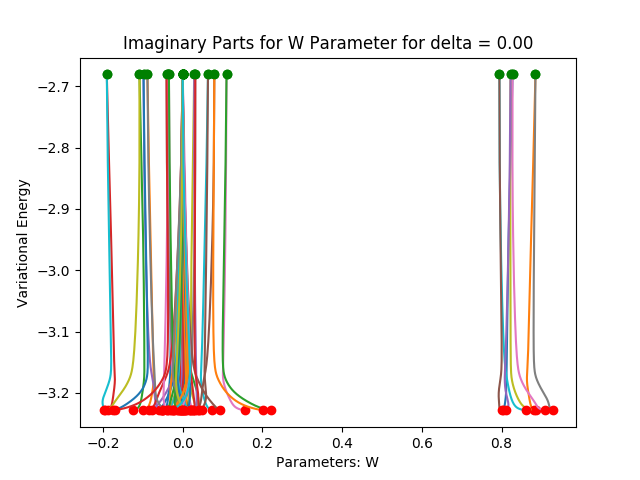 Imaginary Parts for W Parameter for delta = 0.00
Variational Energy
−2.7
−2.8
−2.9
−3.0
−3.1
−3.2
−0.2 0.0 0.2 0.4 0.6 0.8
Parameters: W